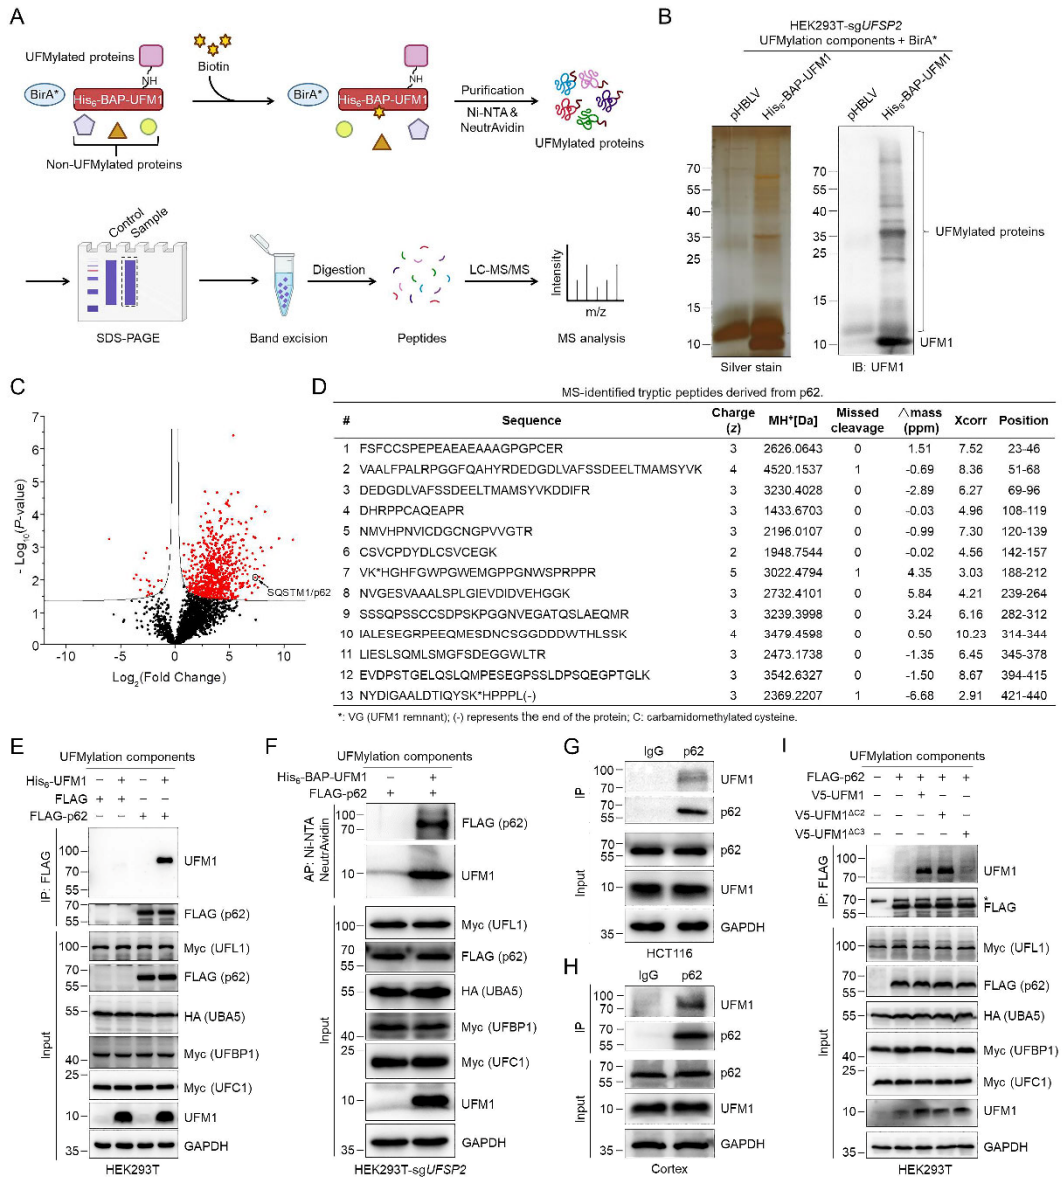 A
UFMylated proteins
NH
BirA*
His6-BAP-UFM1
Non-UFMylated proteins
Biotin
NH
BirA*
His6-BAP-UFM1
Purification
Ni-NTA &
NeutrAvidin
UFMylated proteins
Control
Sample
SDS-PAGE
Band excision
Digestion
Peptides
LC-MS/MS
Intensity
m/z
MS analysis
B
HEK293T-sgUFSP2
UFMylation components + BirA*
pHBLV
His6-BAP-UFM1
pHBLV
His6-BAP-UFM1
70
55
40
35
25
15
10
Silver stain
70
55
40
35
25
15
10
UFMylated proteins
UFM1
IB: UFM1
C
7
6
5
4
3
2
1
0
- Log10(P-value)
SQSTM1/p62
-10 -5 0 5 10
Log2(Fold Change)
D
MS-identified tryptic peptides derived from p62.
# Sequence Charge (z) MH+[Da] Missed cleavage △mass (ppm) Xcorr Position
1 FSFCCSPEPEAEAEAAAGPGPCER 3 2626.0643 0 1.51 7.52 23-46
2 VAALFPALRPGGFQAHYRDEDGDLVAFSSDEELTMAMSYVK 4 4520.1537 1 -0.69 8.36 51-68
3 DEDGDLVAFSSDEELTMAMSYVKDDIFR 3 3230.4028 0 -2.89 6.27 69-96
4 DHRPPCAQEAPR 3 1433.6703 0 -0.03 4.96 108-119
5 NMVHPNVICDGCNGPVVGTR 3 2196.0107 0 -0.99 7.30 120-139
6 CSVCPDYDLCSVCEGK 2 1948.7544 0 -0.02 4.56 142-157
7 VK*HGHFGWPGWEMGPPGNWSPRPPR 5 3022.4794 1 4.35 3.03 188-212
8 NVGESVAAALSPLGIEVDIDVEHGGK 3 2732.4101 0 5.84 4.21 239-264
9 SSSQPSSCCSDPSKPGGNVEGATQSLAEQMR 3 3239.3998 0 3.24 6.16 282-312
10 IALESEGRPEEQMESDNCSGGDDDWTHLSSK 4 3479.4598 0 0.50 10.23 314-344
11 LIESLSQMLSMGFSDEGGWLTR 3 2473.1738 0 -1.35 6.45 345-378
12 EVDPSTGELQSLQMPESEGPSSLDPSQEGPTGLK 3 3542.6327 0 -1.50 8.67 394-415
13 NYDIGAALDTIQYSK*HPPPL(-) 3 2369.2207 1 -6.68 2.91 421-440
*: VG (UFM1 remnant); (-) represents the end of the protein; C: carbamidomethylated cysteine.
E
UFMylation components
His6-UFM1 – + – +
FLAG + + – –
FLAG-p62 – – + +
IP: FLAG
100
70
55
UFM1
70
55
FLAG (p62)
Input
100
Myc (UFL1)
70
55
FLAG (p62)
55
HA (UBA5)
40
Myc (UFBP1)
25
Myc (UFC1)
10
UFM1
35
GAPDH
HEK293T
F
UFMylation components
His6-BAP-UFM1 – +
FLAG-p62 + +
AP: Ni-NTA
NeutrAvidin
100
70
FLAG (p62)
10
UFM1
Input
100
Myc (UFL1)
70
55
FLAG (p62)
55
HA (UBA5)
40
Myc (UFBP1)
25
Myc (UFC1)
10
UFM1
35
GAPDH
HEK293T-sgUFSP2
G
IgG p62
IP
100
70
UFM1
55
p62
Input
70
55
p62
10
UFM1
35
GAPDH
HCT116
H
IgG p62
IP
100
70
UFM1
55
p62
Input
70
55
p62
10
UFM1
35
GAPDH
Cortex
I
UFMylation components
FLAG-p62 – + + + +
V5-UFM1 – – + – –
V5-UFM1ΔC2 – – – + –
V5-UFM1ΔC3 – – – – +
IP: FLAG
100
70
55
UFM1
70
55
*
FLAG
Input
100
Myc (UFL1)
70
55
FLAG (p62)
55
HA (UBA5)
40
Myc (UFBP1)
25
Myc (UFC1)
10
UFM1
35
GAPDH
HEK293T